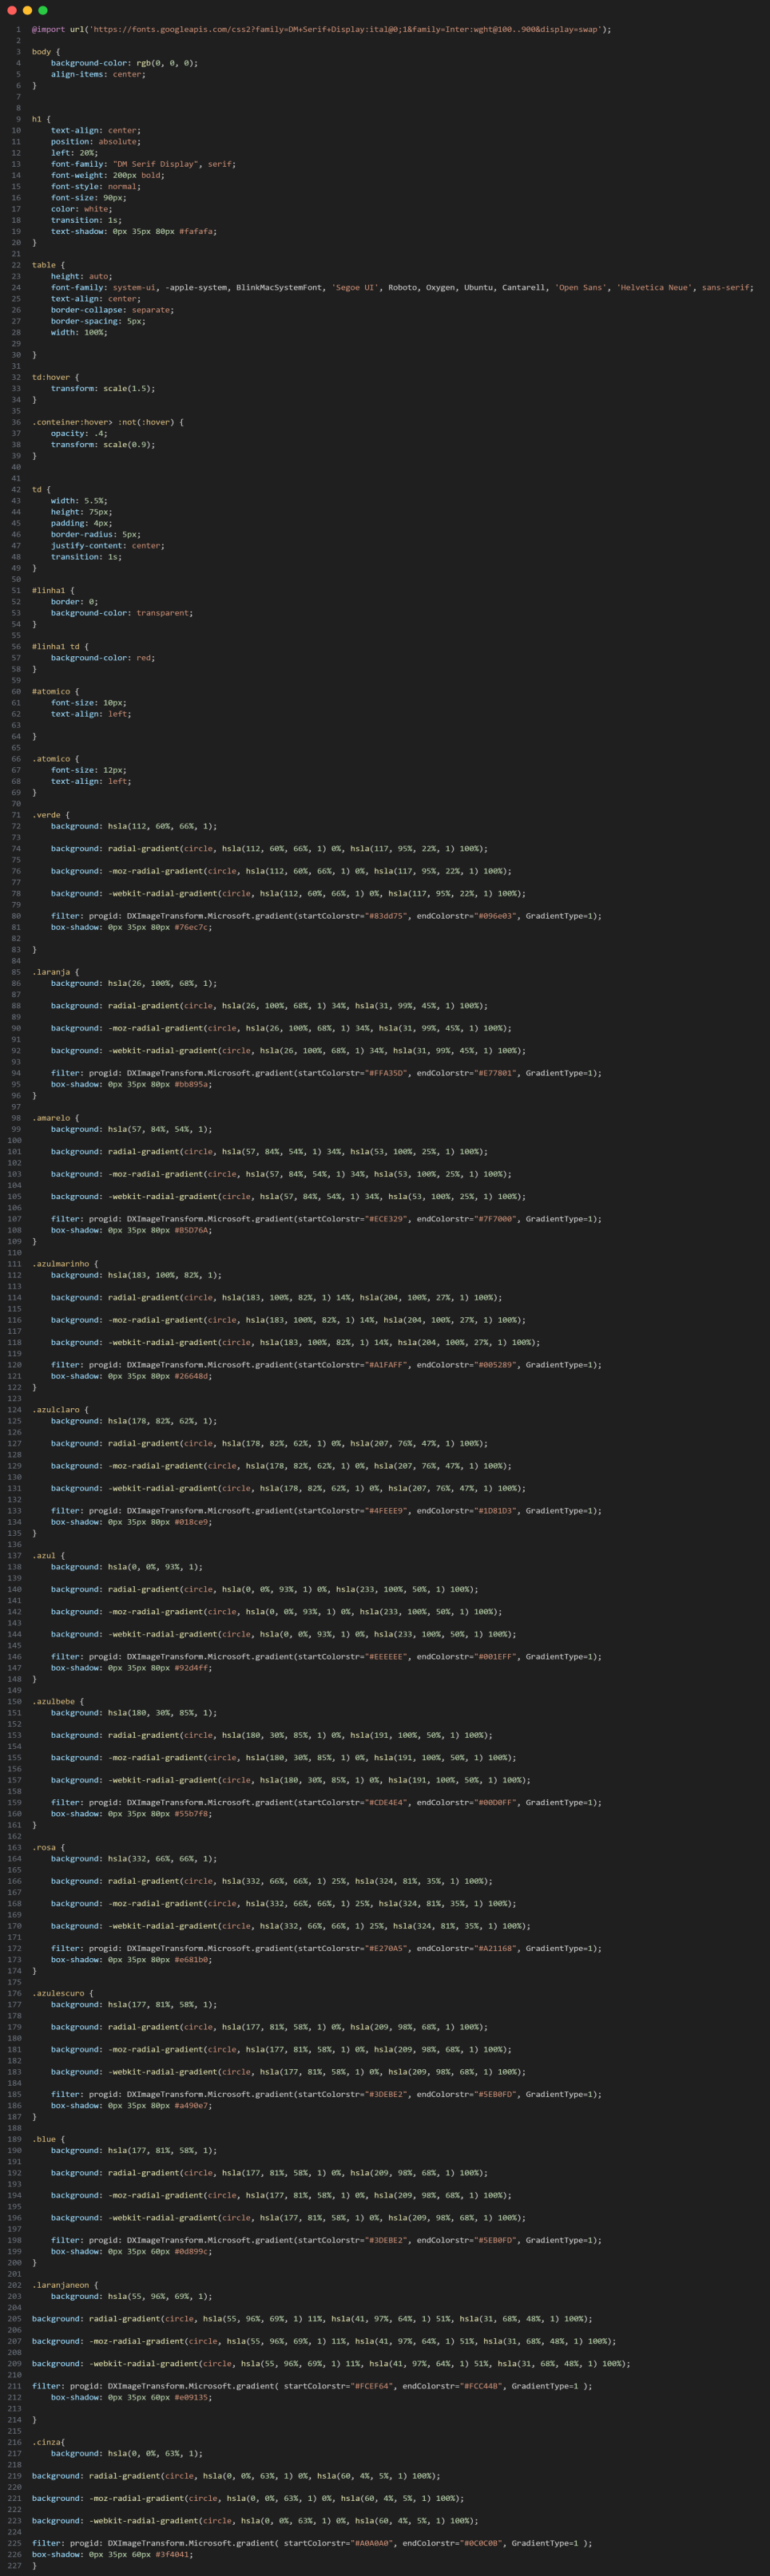 1 @import url('https://fonts.googleapis.com/css2?family=DM+Serif+Display:ital@0;1&family=Inter:wght@100..900&display=swap');
2
3 body {
4 background-color: rgb(0, 0, 0);
5 align-items: center;
6 }
7
8
9 h1 {
10 text-align: center;
11 position: absolute;
12 left: 20%;
13 font-family: "DM Serif Display", serif;
14 font-weight: 200px bold;
15 font-style: normal;
16 font-size: 90px;
17 color: white;
18 transition: 1s;
19 text-shadow: 0px 35px 80px #fafafa;
20 }
21
22 table {
23 height: auto;
24 font-family: system-ui, -apple-system, BlinkMacSystemFont, 'Segoe UI', Roboto, Oxygen, Ubuntu, Cantarell, 'Open Sans', 'Helvetica Neue', sans-serif;
25 text-align: center;
26 border-collapse: separate;
27 border-spacing: 5px;
28 width: 100%;
29
30 }
31
32 td:hover {
33 transform: scale(1.5);
34 }
35
36 .conteiner:hover> :not(:hover) {
37 opacity: .4;
38 transform: scale(0.9);
39 }
40
41
42 td {
43 width: 5.5%;
44 height: 75px;
45 padding: 4px;
46 border-radius: 5px;
47 justify-content: center;
48 transition: 1s;
49 }
50
51 #linha1 {
52 border: 0;
53 background-color: transparent;
54 }
55
56 #linha1 td {
57 background-color: red;
58 }
59
60 #atomico {
61 font-size: 10px;
62 text-align: left;
63
64 }
65
66 .atomico {
67 font-size: 12px;
68 text-align: left;
69 }
70
71 .verde {
72 background: hsla(112, 60%, 66%, 1);
73
74 background: radial-gradient(circle, hsla(112, 60%, 66%, 1) 0%, hsla(117, 95%, 22%, 1) 100%);
75
76 background: -moz-radial-gradient(circle, hsla(112, 60%, 66%, 1) 0%, hsla(117, 95%, 22%, 1) 100%);
77
78 background: -webkit-radial-gradient(circle, hsla(112, 60%, 66%, 1) 0%, hsla(117, 95%, 22%, 1) 100%);
79
80 filter: progid: DXImageTransform.Microsoft.gradient(startColorstr="#83dd75", endColorstr="#096e03", GradientType=1);
81 box-shadow: 0px 35px 80px #76ec7c;
82
83 }
84
85 .laranja {
86 background: hsla(26, 100%, 68%, 1);
87
88 background: radial-gradient(circle, hsla(26, 100%, 68%, 1) 34%, hsla(31, 99%, 45%, 1) 100%);
89
90 background: -moz-radial-gradient(circle, hsla(26, 100%, 68%, 1) 34%, hsla(31, 99%, 45%, 1) 100%);
91
92 background: -webkit-radial-gradient(circle, hsla(26, 100%, 68%, 1) 34%, hsla(31, 99%, 45%, 1) 100%);
93
94 filter: progid: DXImageTransform.Microsoft.gradient(startColorstr="#FFA35D", endColorstr="#E77801", GradientType=1);
95 box-shadow: 0px 35px 80px #bb895a;
96 }
97
98 .amarelo {
99 background: hsla(57, 84%, 54%, 1);
100
101 background: radial-gradient(circle, hsla(57, 84%, 54%, 1) 34%, hsla(53, 100%, 25%, 1) 100%);
102
103 background: -moz-radial-gradient(circle, hsla(57, 84%, 54%, 1) 34%, hsla(53, 100%, 25%, 1) 100%);
104
105 background: -webkit-radial-gradient(circle, hsla(57, 84%, 54%, 1) 34%, hsla(53, 100%, 25%, 1) 100%);
106
107 filter: progid: DXImageTransform.Microsoft.gradient(startColorstr="#ECE329", endColorstr="#7F7000", GradientType=1);
108 box-shadow: 0px 35px 80px #B5D76A;
109 }
110
111 .azulmarinho {
112 background: hsla(183, 100%, 82%, 1);
113
114 background: radial-gradient(circle, hsla(183, 100%, 82%, 1) 14%, hsla(204, 100%, 27%, 1) 100%);
115
116 background: -moz-radial-gradient(circle, hsla(183, 100%, 82%, 1) 14%, hsla(204, 100%, 27%, 1) 100%);
117
118 background: -webkit-radial-gradient(circle, hsla(183, 100%, 82%, 1) 14%, hsla(204, 100%, 27%, 1) 100%);
119
120 filter: progid: DXImageTransform.Microsoft.gradient(startColorstr="#A1FAFF", endColorstr="#005289", GradientType=1);
121 box-shadow: 0px 35px 80px #26648d;
122 }
123
124 .azulclaro {
125 background: hsla(178, 82%, 62%, 1);
126
127 background: radial-gradient(circle, hsla(178, 82%, 62%, 1) 0%, hsla(207, 76%, 47%, 1) 100%);
128
129 background: -moz-radial-gradient(circle, hsla(178, 82%, 62%, 1) 0%, hsla(207, 76%, 47%, 1) 100%);
130
131 background: -webkit-radial-gradient(circle, hsla(178, 82%, 62%, 1) 0%, hsla(207, 76%, 47%, 1) 100%);
132
133 filter: progid: DXImageTransform.Microsoft.gradient(startColorstr="#4FEEE9", endColorstr="#1D81D3", GradientType=1);
134 box-shadow: 0px 35px 80px #018ce9;
135 }
136
137 .azul {
138 background: hsla(0, 0%, 93%, 1);
139
140 background: radial-gradient(circle, hsla(0, 0%, 93%, 1) 0%, hsla(233, 100%, 50%, 1) 100%);
141
142 background: -moz-radial-gradient(circle, hsla(0, 0%, 93%, 1) 0%, hsla(233, 100%, 50%, 1) 100%);
143
144 background: -webkit-radial-gradient(circle, hsla(0, 0%, 93%, 1) 0%, hsla(233, 100%, 50%, 1) 100%);
145
146 filter: progid: DXImageTransform.Microsoft.gradient(startColorstr="#EEEEEE", endColorstr="#001EFF", GradientType=1);
147 box-shadow: 0px 35px 80px #92d4ff;
148 }
149
150 .azulbebe {
151 background: hsla(180, 30%, 85%, 1);
152
153 background: radial-gradient(circle, hsla(180, 30%, 85%, 1) 0%, hsla(191, 100%, 50%, 1) 100%);
154
155 background: -moz-radial-gradient(circle, hsla(180, 30%, 85%, 1) 0%, hsla(191, 100%, 50%, 1) 100%);
156
157 background: -webkit-radial-gradient(circle, hsla(180, 30%, 85%, 1) 0%, hsla(191, 100%, 50%, 1) 100%);
158
159 filter: progid: DXImageTransform.Microsoft.gradient(startColorstr="#CDE4E4", endColorstr="#00D0FF", GradientType=1);
160 box-shadow: 0px 35px 80px #55b7f8;
161 }
162
163 .rosa {
164 background: hsla(332, 66%, 66%, 1);
165
166 background: radial-gradient(circle, hsla(332, 66%, 66%, 1) 25%, hsla(324, 81%, 35%, 1) 100%);
167
168 background: -moz-radial-gradient(circle, hsla(332, 66%, 66%, 1) 25%, hsla(324, 81%, 35%, 1) 100%);
169
170 background: -webkit-radial-gradient(circle, hsla(332, 66%, 66%, 1) 25%, hsla(324, 81%, 35%, 1) 100%);
171
172 filter: progid: DXImageTransform.Microsoft.gradient(startColorstr="#E270A5", endColorstr="#A21168", GradientType=1);
173 box-shadow: 0px 35px 80px #e681b0;
174 }
175
176 .azulescuro {
177 background: hsla(177, 81%, 58%, 1);
178
179 background: radial-gradient(circle, hsla(177, 81%, 58%, 1) 0%, hsla(209, 98%, 68%, 1) 100%);
180
181 background: -moz-radial-gradient(circle, hsla(177, 81%, 58%, 1) 0%, hsla(209, 98%, 68%, 1) 100%);
182
183 background: -webkit-radial-gradient(circle, hsla(177, 81%, 58%, 1) 0%, hsla(209, 98%, 68%, 1) 100%);
184
185 filter: progid: DXImageTransform.Microsoft.gradient(startColorstr="#3DEBE2", endColorstr="#5EB0FD", GradientType=1);
186 box-shadow: 0px 35px 80px #a490e7;
187 }
188
189 .blue {
190 background: hsla(177, 81%, 58%, 1);
191
192 background: radial-gradient(circle, hsla(177, 81%, 58%, 1) 0%, hsla(209, 98%, 68%, 1) 100%);
193
194 background: -moz-radial-gradient(circle, hsla(177, 81%, 58%, 1) 0%, hsla(209, 98%, 68%, 1) 100%);
195
196 background: -webkit-radial-gradient(circle, hsla(177, 81%, 58%, 1) 0%, hsla(209, 98%, 68%, 1) 100%);
197
198 filter: progid: DXImageTransform.Microsoft.gradient(startColorstr="#3DEBE2", endColorstr="#5EB0FD", GradientType=1);
199 box-shadow: 0px 35px 60px #0d899c;
200 }
201
202 .laranjaneon {
203 background: hsla(55, 96%, 69%, 1);
204
205 background: radial-gradient(circle, hsla(55, 96%, 69%, 1) 11%, hsla(41, 97%, 64%, 1) 51%, hsla(31, 68%, 48%, 1) 100%);
206
207 background: -moz-radial-gradient(circle, hsla(55, 96%, 69%, 1) 11%, hsla(41, 97%, 64%, 1) 51%, hsla(31, 68%, 48%, 1) 100%);
208
209 background: -webkit-radial-gradient(circle, hsla(55, 96%, 69%, 1) 11%, hsla(41, 97%, 64%, 1) 51%, hsla(31, 68%, 48%, 1) 100%);
210
211 filter: progid: DXImageTransform.Microsoft.gradient( startColorstr="#FCEF64", endColorstr="#FCC44B", GradientType=1 );
212 box-shadow: 0px 35px 60px #e09135;
213
214 }
215
216 .cinza{
217 background: hsla(0, 0%, 63%, 1);
218
219 background: radial-gradient(circle, hsla(0, 0%, 63%, 1) 0%, hsla(60, 4%, 5%, 1) 100%);
220
221 background: -moz-radial-gradient(circle, hsla(0, 0%, 63%, 1) 0%, hsla(60, 4%, 5%, 1) 100%);
222
223 background: -webkit-radial-gradient(circle, hsla(0, 0%, 63%, 1) 0%, hsla(60, 4%, 5%, 1) 100%);
224
225 filter: progid: DXImageTransform.Microsoft.gradient( startColorstr="#A0A0A0", endColorstr="#0C0C0B", GradientType=1 );
226 box-shadow: 0px 35px 60px #3f4041;
227 }